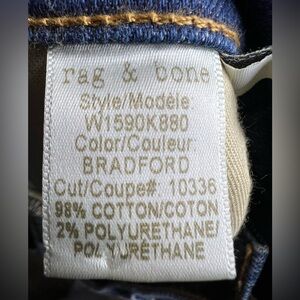 rag & bone
Style/Modèle
W1590K880
Color/Couleur
BRADFORD
Cut/Coupe#: 10336
98% COTTON/COTON
2% POLYURETHANE/
POLYURÉTHANE